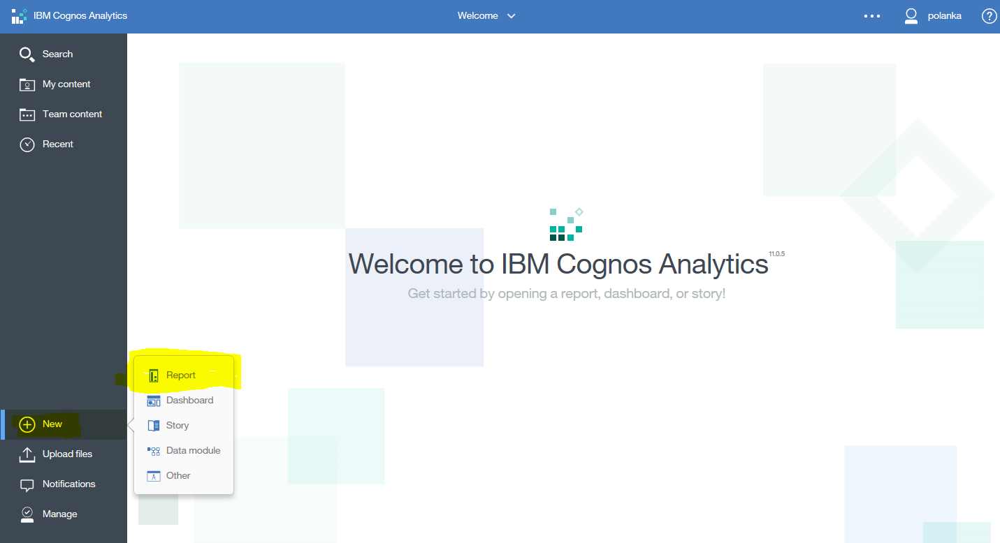 IBM Cognos Analytics
Welcome
polanka
?
Search
My content
Team content
Recent
Welcome to IBM Cognos Analytics 11.0.5
Get started by opening a report, dashboard, or story!
Report
Dashboard
Story
Data module
Other
New
Upload files
Notifications
Manage